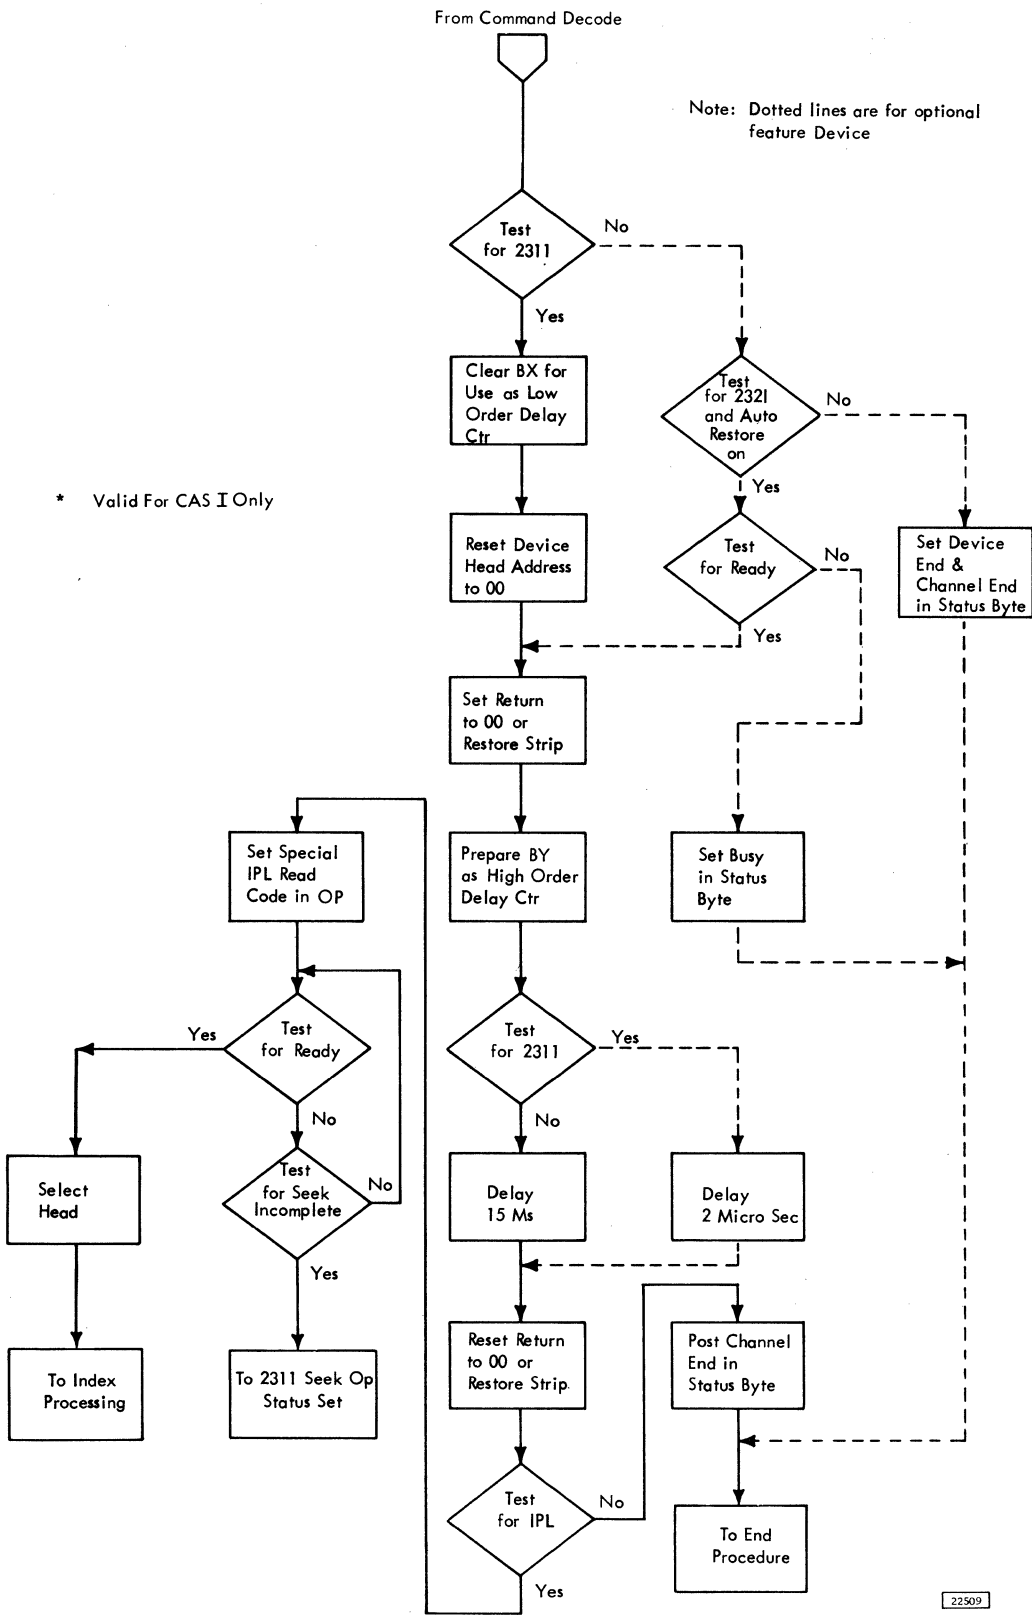 From Command Decode
Note: Dotted lines are for optional
feature Device
Test
for 2311
No
Yes
Clear BX for
Use as Low
Order Delay
Ctr
Test
for 2321
and Auto
Restore
on
No
Yes
* Valid For CAS I Only
Reset Device
Head Address
to 00
Test
for Ready
No
Yes
Set Device
End &
Channel End
in Status Byte
Set Return
to 00 or
Restore Strip
Set Special
IPL Read
Code in OP
Prepare BY
as High Order
Delay Ctr
Set Busy
in Status
Byte
Yes
Test
for Ready
No
Test
for 2311
Yes
No
Select
Head
Test
for Seek
Incomplete
No
Yes
Delay
15 Ms
Delay
2 Micro Sec
To Index
Processing
To 2311 Seek Op
Status Set
Reset Return
to 00 or
Restore Strip
Post Channel
End in
Status Byte
Test
for IPL
No
Yes
To End
Procedure
22509